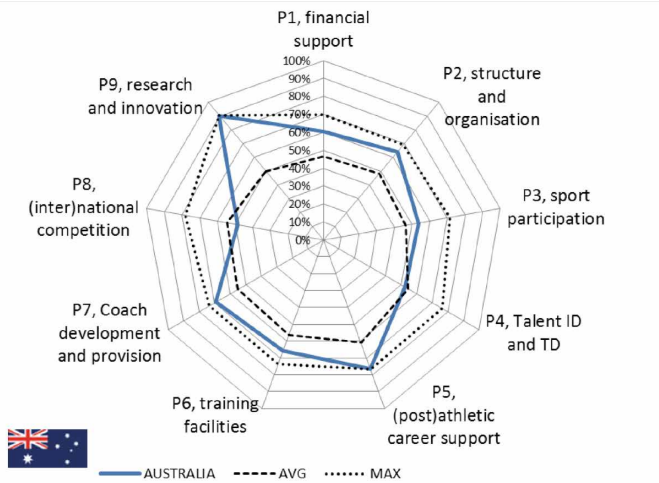 P1, financial
support
100%
90%
80%
70%
60%
50%
40%
30%
20%
10%
0%
P2, structure
and
organisation
P3, sport
participation
P4, Talent ID
and TD
P5,
(post)athletic
career support
P6, training
facilities
P7, Coach
development
and provision
P8,
(inter)national
competition
P9, research
and innovation
AUSTRALIA
AVG
MAX